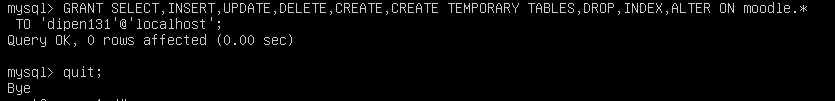 mysql> GRANT SELECT,INSERT,UPDATE,DELETE,CREATE,CREATE TEMPORARY TABLES,DROP,INDEX,ALTER ON moodle.*
TO 'dipen131'@'localhost';
Query OK, 0 rows affected (0.00 sec)
mysql> quit;
Bye